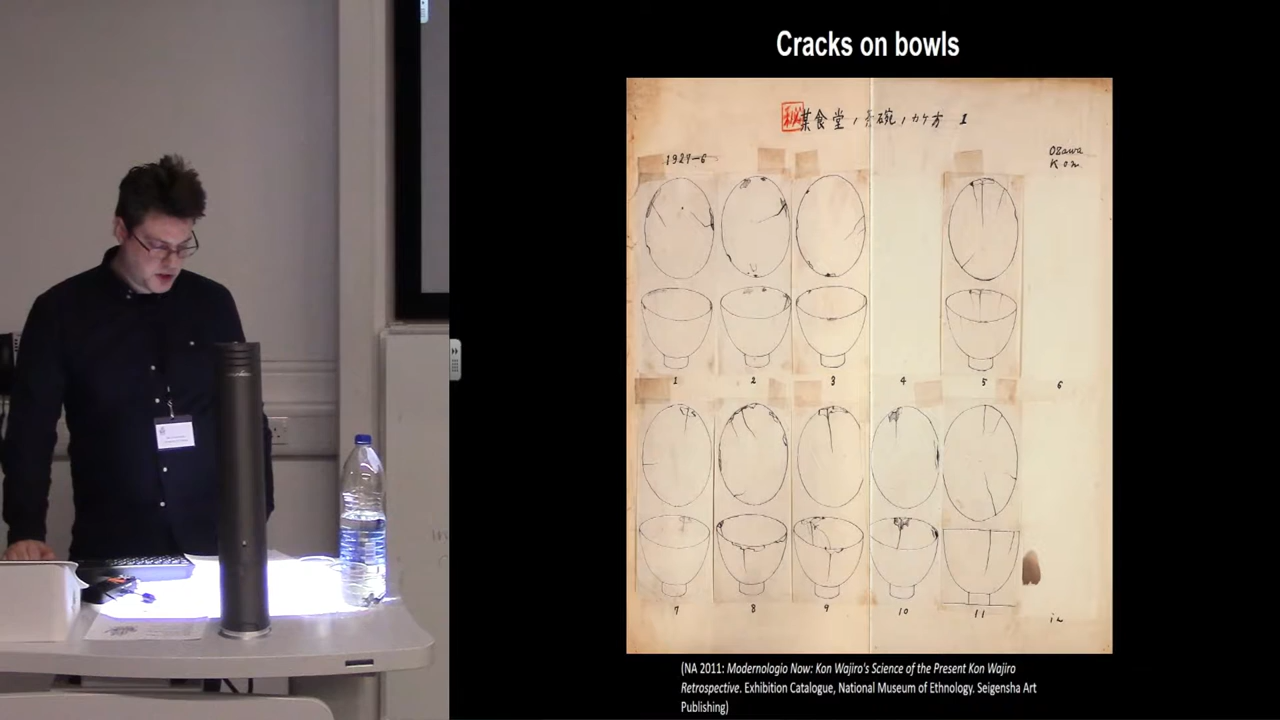 Cracks on bowls
葉食堂ノ茶碗ノカケ方 1
1927-6
Ozawa
Kon
1 2 3 4 5 6
7 8 9 10 11
(NA 2011: Modernologio Now: Kon Wajiro's Science of the Present Kon Wajiro
Retrospective. Exhibition Catalogue, National Museum of Ethnology. Seigensha Art
Publishing)